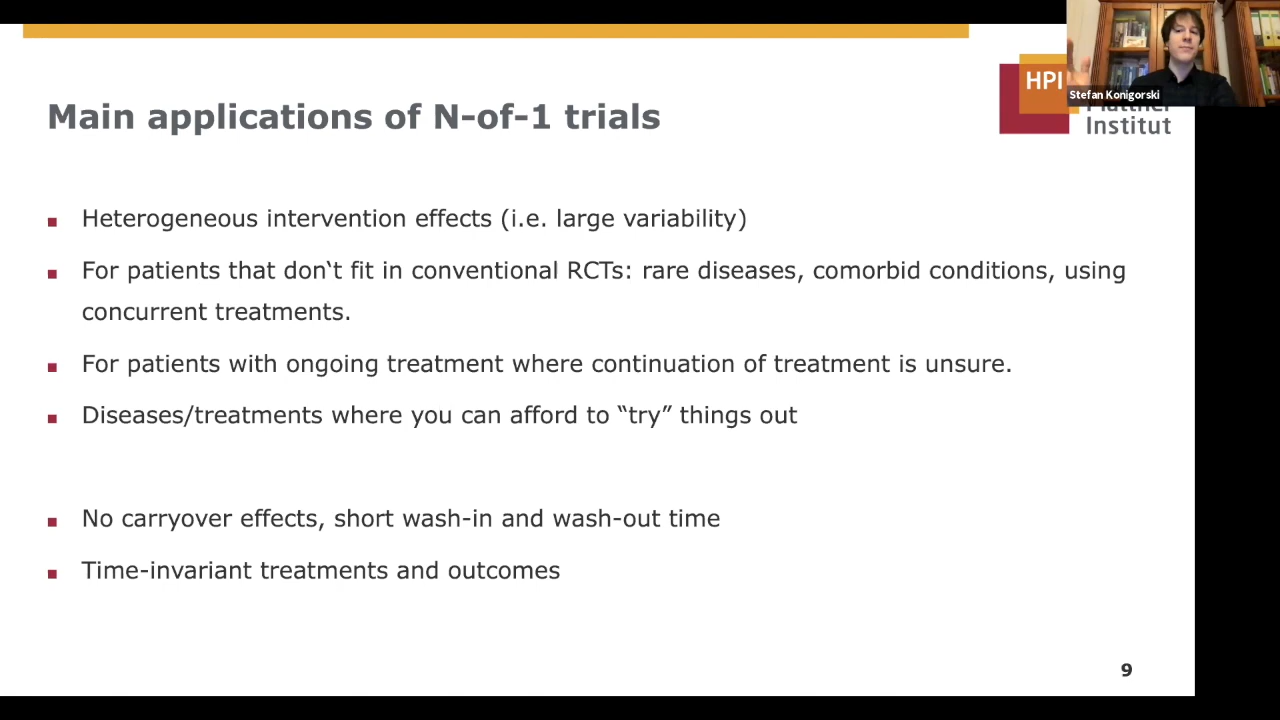 Main applications of N-of-1 trials
HPI
Stefan Konigorski
Institut
■ Heterogeneous intervention effects (i.e. large variability)
■ For patients that don‘t fit in conventional RCTs: rare diseases, comorbid conditions, using
concurrent treatments.
■ For patients with ongoing treatment where continuation of treatment is unsure.
■ Diseases/treatments where you can afford to “try” things out
■ No carryover effects, short wash-in and wash-out time
■ Time-invariant treatments and outcomes
9